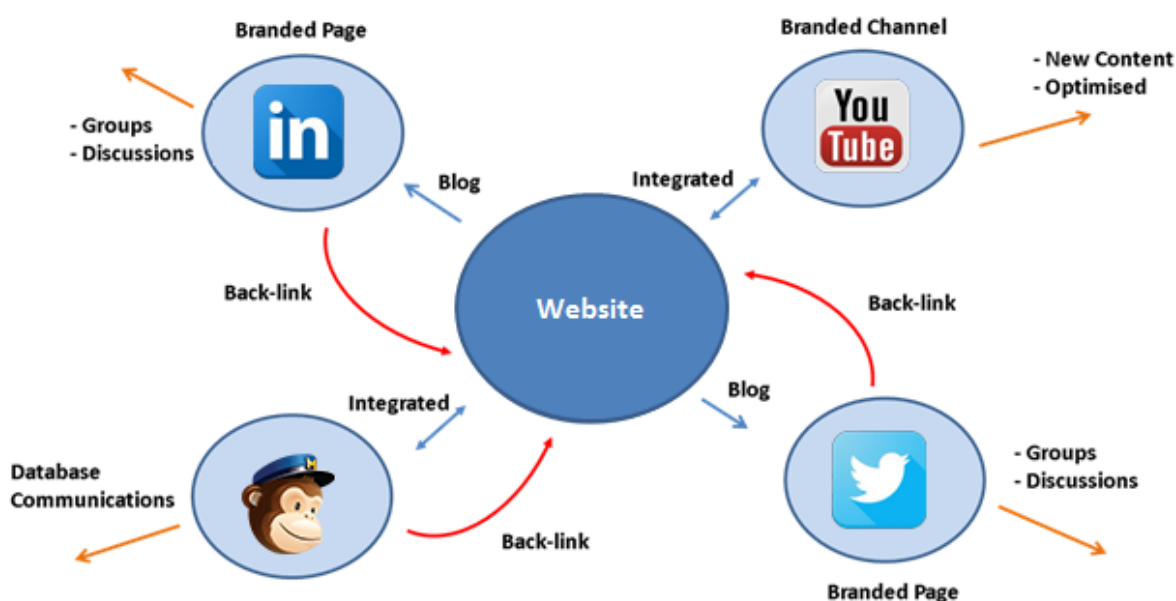 Branded Page
Branded Channel
- New Content
- Optimised
- Groups
- Discussions
in
You
Tube
Blog
Integrated
Back-link
Website
Back-link
Integrated
Blog
Database
Communications
M
- Groups
- Discussions
Back-link
Branded Page